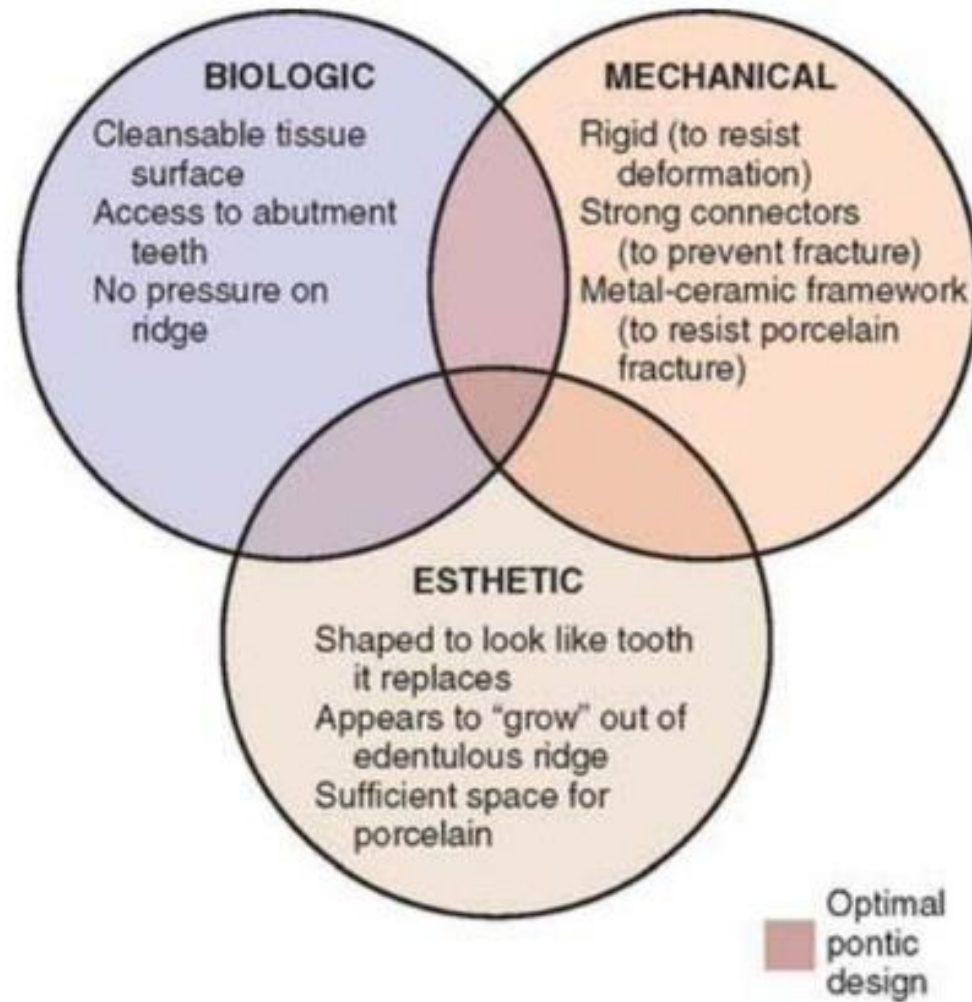 BIOLOGIC
Cleansable tissue
surface
Access to abutment
teeth
No pressure on
ridge
MECHANICAL
Rigid (to resist
deformation)
Strong connectors
(to prevent fracture)
Metal-ceramic framework
(to resist porcelain
fracture)
ESTHETIC
Shaped to look like tooth
it replaces
Appears to “grow” out of
edentulous ridge
Sufficient space for
porcelain
Optimal
pontic
design